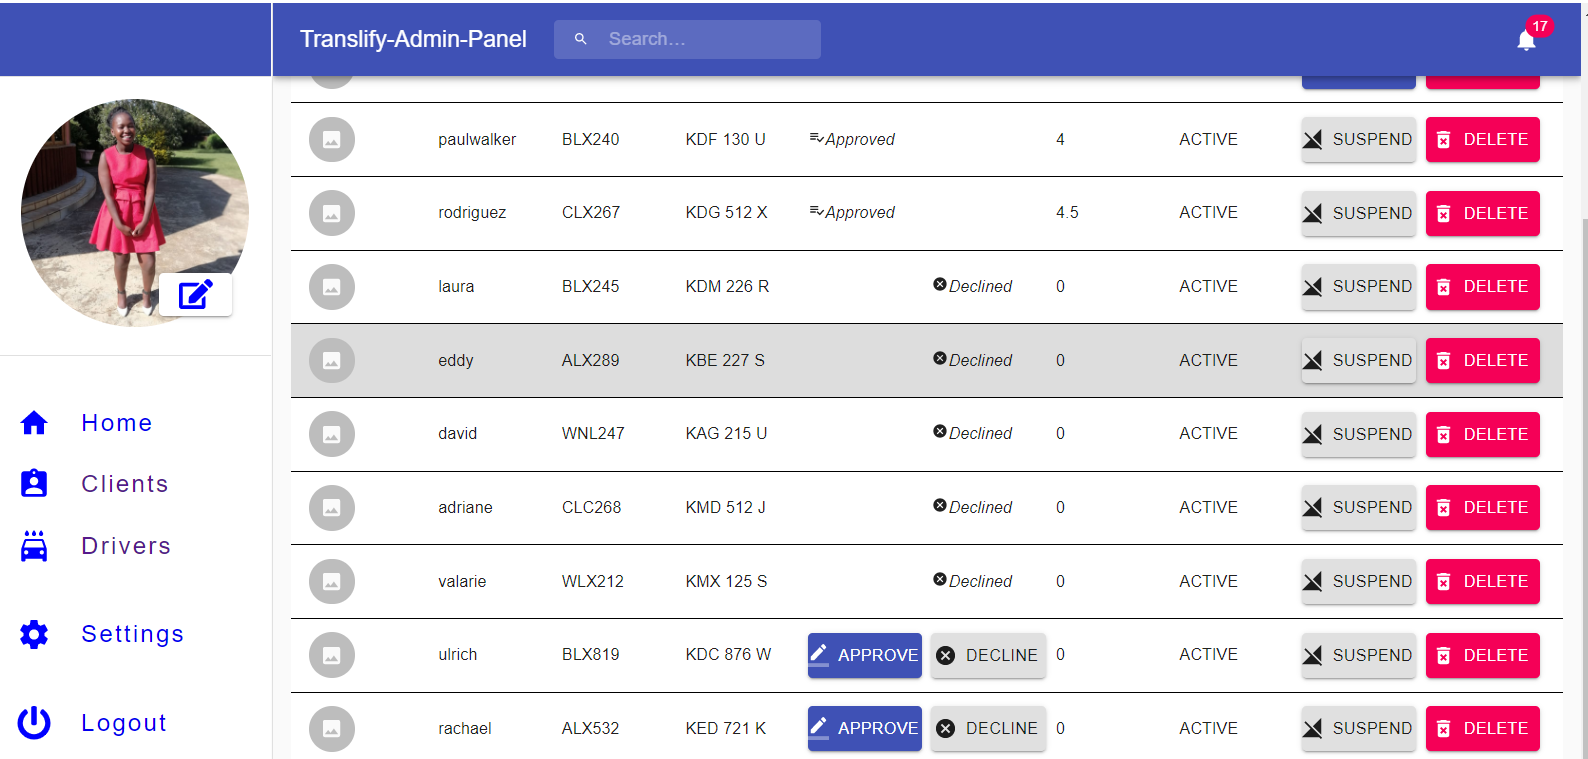 Translify-Admin-Panel Search... 17
paulwalker BLX240 KDF 130 U Approved 4 ACTIVE SUSPEND DELETE
rodriguez CLX267 KDG 512 X Approved 4.5 ACTIVE SUSPEND DELETE
laura BLX245 KDM 226 R Declined 0 ACTIVE SUSPEND DELETE
eddy ALX289 KBE 227 S Declined 0 ACTIVE SUSPEND DELETE
david WNL247 KAG 215 U Declined 0 ACTIVE SUSPEND DELETE
adriane CLC268 KMD 512 J Declined 0 ACTIVE SUSPEND DELETE
valarie WLX212 KMX 125 S Declined 0 ACTIVE SUSPEND DELETE
ulrich BLX819 KDC 876 W APPROVE DECLINE 0 ACTIVE SUSPEND DELETE
rachael ALX532 KED 721 K APPROVE DECLINE 0 ACTIVE SUSPEND DELETE
Home
Clients
Drivers
Settings
Logout